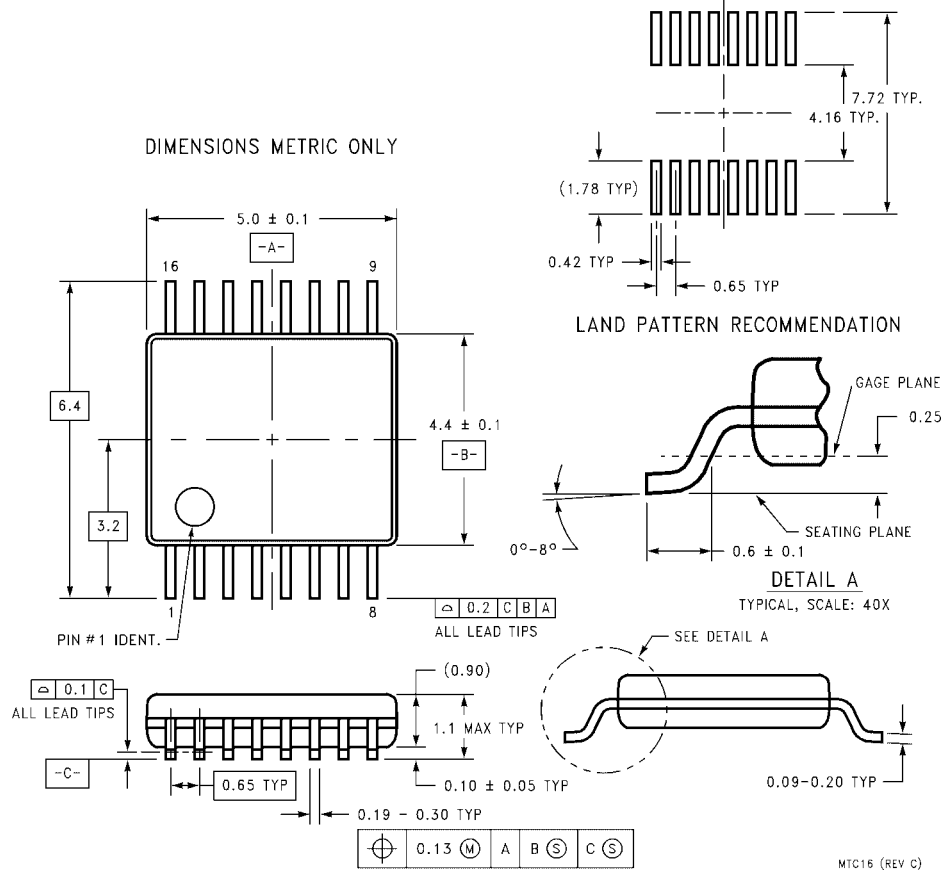 7.72 TYP.
4.16 TYP.
DIMENSIONS METRIC ONLY
(1.78 TYP)
5.0 ± 0.1
-A-
0.42 TYP
0.65 TYP
16
9
LAND PATTERN RECOMMENDATION
GAGE PLANE
0.25
6.4
4.4 ± 0.1
-B-
3.2
SEATING PLANE
0°-8°
0.6 ± 0.1
DETAIL A
TYPICAL, SCALE: 40X
1
8
⌓ 0.2 C B A
ALL LEAD TIPS
PIN #1 IDENT.
SEE DETAIL A
(0.90)
⌓ 0.1 C
ALL LEAD TIPS
1.1 MAX TYP
-C-
0.65 TYP
0.10 ± 0.05 TYP
0.09-0.20 TYP
0.19 - 0.30 TYP
⌖ 0.13 Ⓜ A B Ⓢ C Ⓢ
MTC16 (REV C)